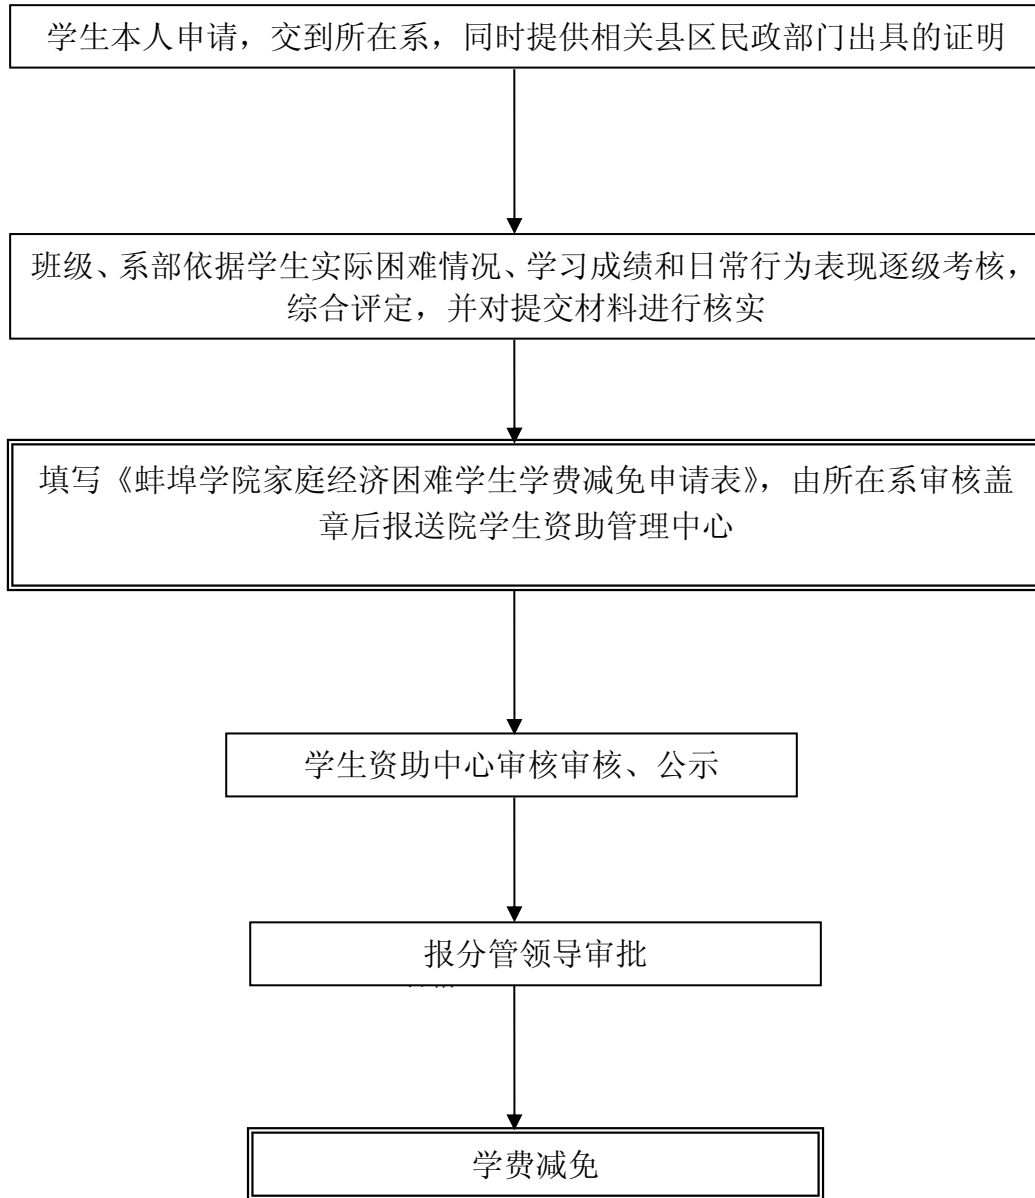 学生本人申请，交到所在系，同时提供相关县区民政部门出具的证明
班级、系部依据学生实际困难情况、学习成绩和日常行为表现逐级考核，
综合评定，并对提交材料进行核实
填写《蚌埠学院家庭经济困难学生学费减免申请表》，由所在系审核盖
章后报送院学生资助管理中心
学生资助中心审核审核、公示
报分管领导审批
学费减免